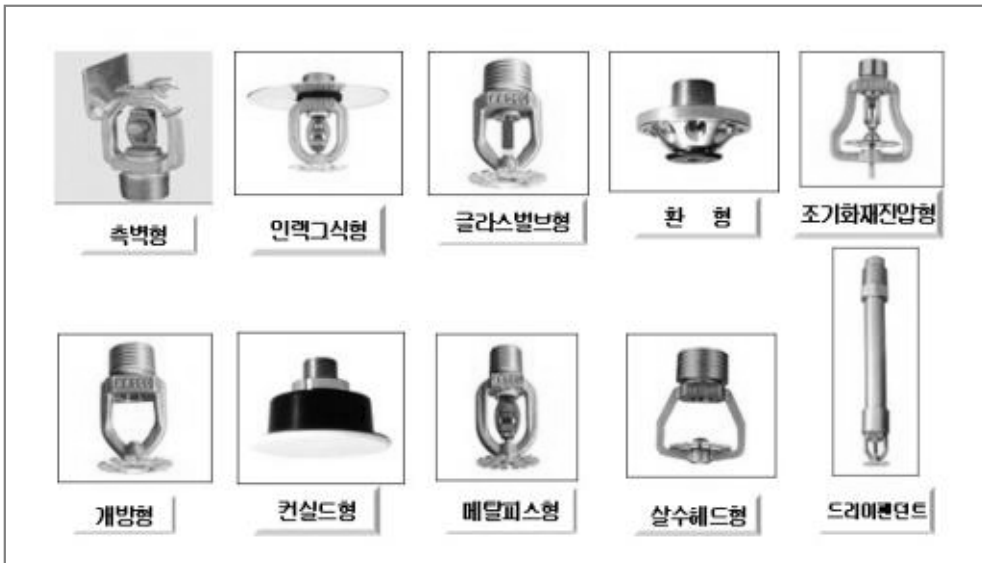 측벽형
인랙그식형
글라스벌브형
환 형
조기화재진압형
개방형
컨실드형
메탈피스형
살수헤드형
드라이펜던트